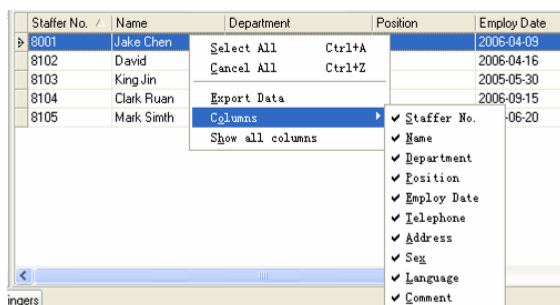 Staffer No. Name Department Position Employ Date
8001 Jake Chen 2006-04-09
8102 David 2006-04-16
8103 King Jin 2005-05-30
8104 Clark Ruan 2006-09-15
8105 Mark Simth -06-20
Select All Ctrl+A
Cancel All Ctrl+Z
Export Data
Columns
Show all columns
Staffer No.
Name
Department
Position
Employ Date
Telephone
Address
Sex
Language
Comment
ingers